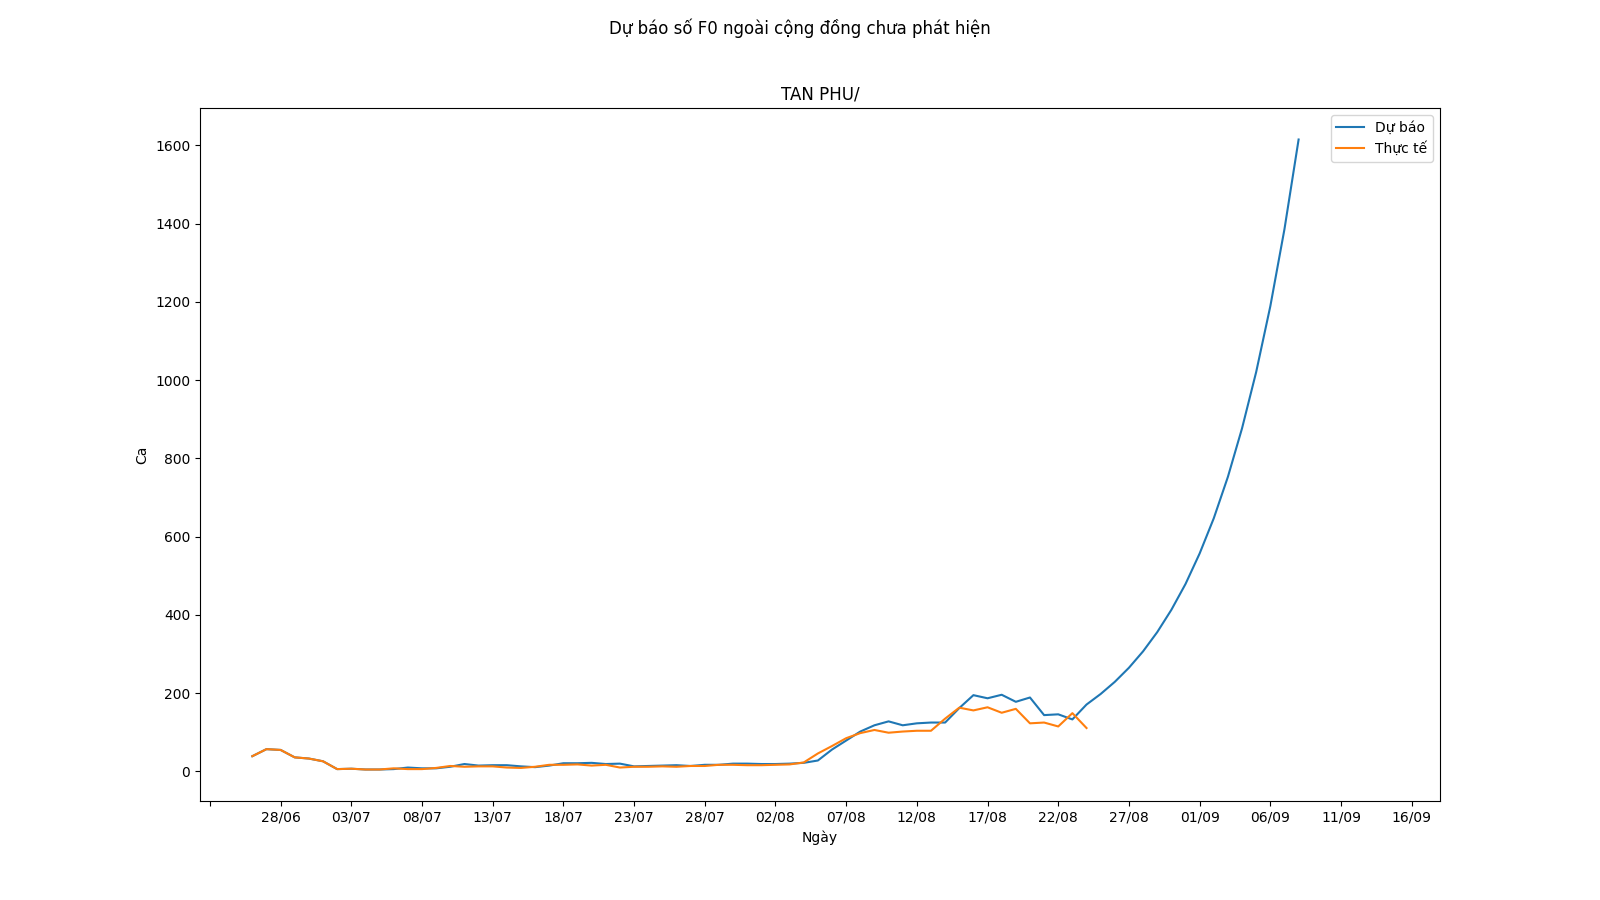 Dự báo số F0 ngoài cộng đồng chưa phát hiện
TAN PHU/
Dự báo
Thực tế
1600
1400
1200
1000
800
600
400
200
0
Ca
28/06 03/07 08/07 13/07 18/07 23/07 28/07 02/08 07/08 12/08 17/08 22/08 27/08 01/09 06/09 11/09 16/09
Ngày